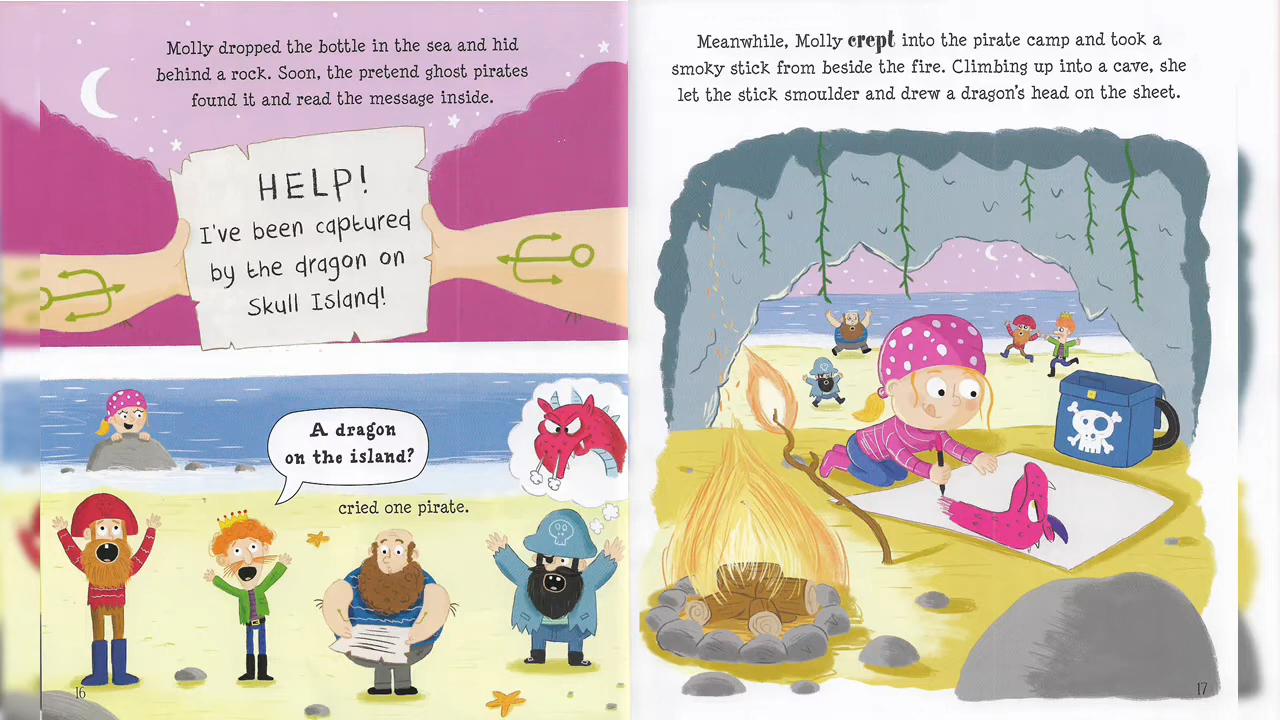 Molly dropped the bottle in the sea and hid
behind a rock. Soon, the pretend ghost pirates
found it and read the message inside.
HELP!
I've been captured
by the dragon on
Skull Island!
A dragon
on the island?
cried one pirate.
16
Meanwhile, Molly crept into the pirate camp and took a
smoky stick from beside the fire. Climbing up into a cave, she
let the stick smoulder and drew a dragon's head on the sheet.
17